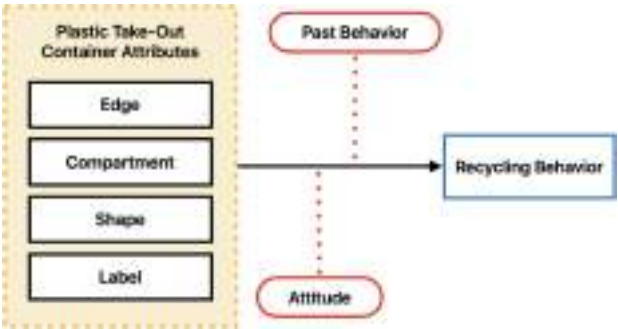 Plastic Take-Out
Container Attributes
Past Behavior
Edge
Compartment
Recycling Behavior
Shape
Label
Attitude